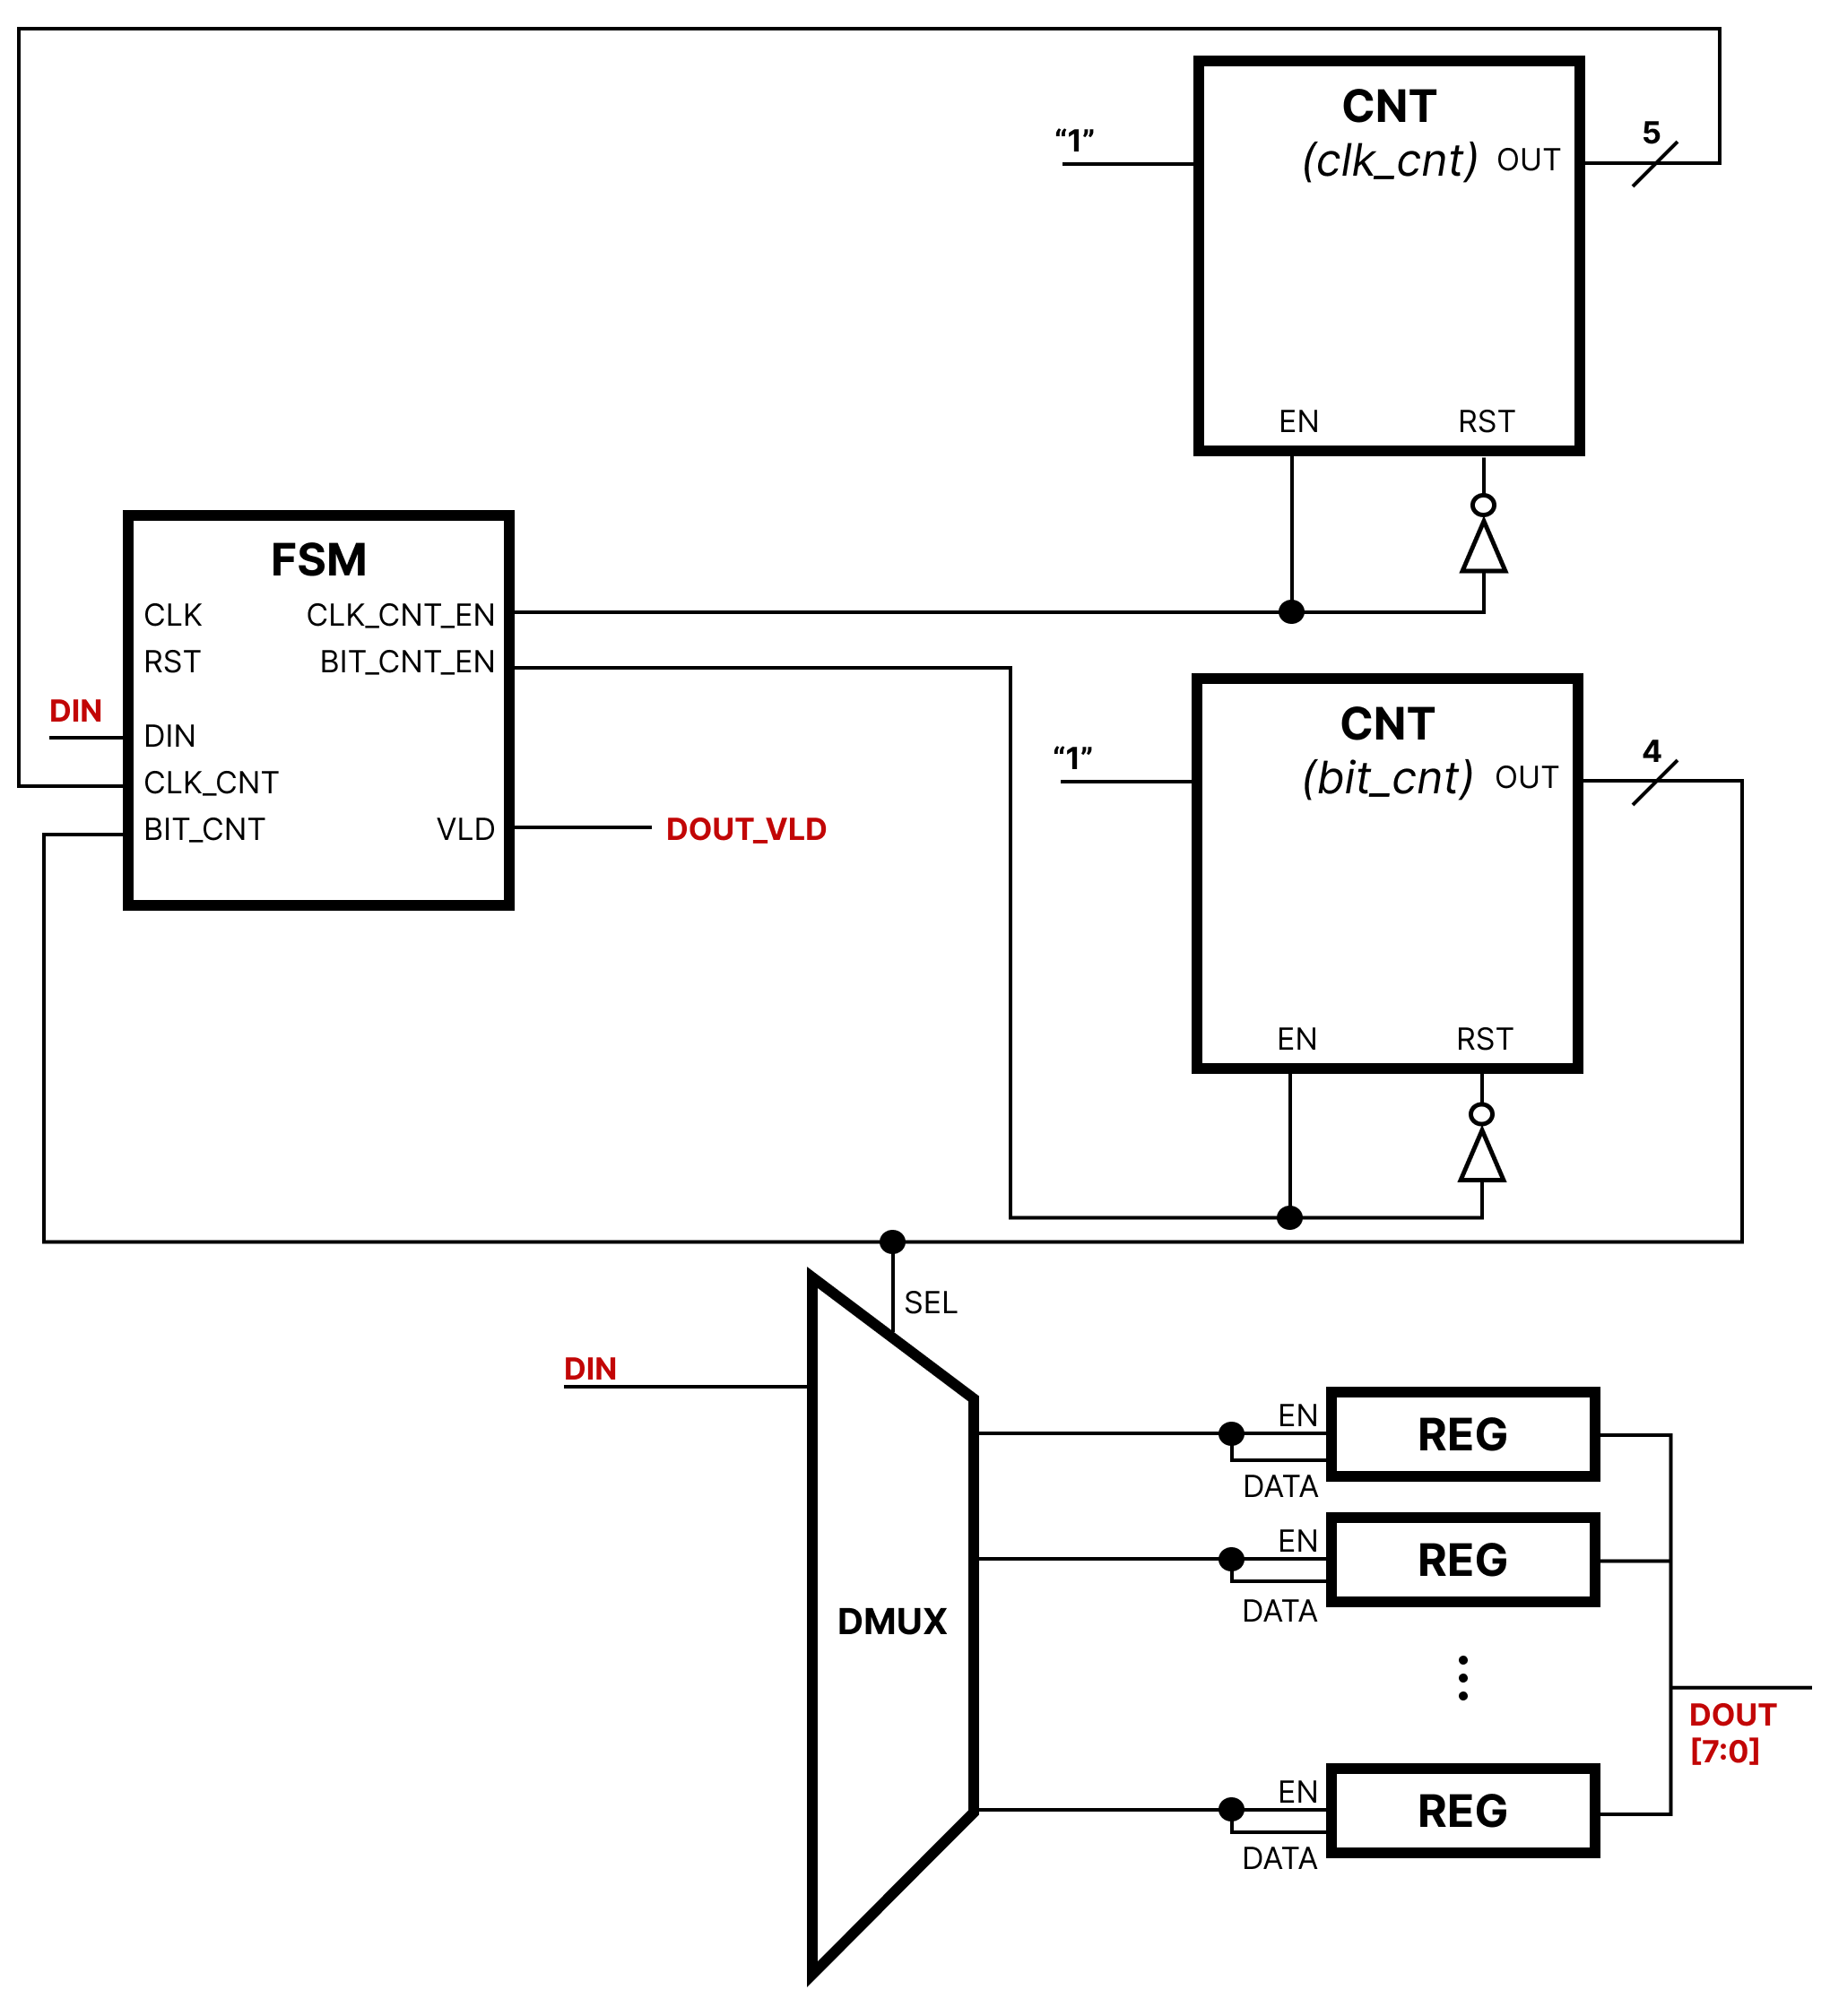 CNT
“1”
(clk_cnt)
OUT
5
EN
RST
FSM
CLK
CLK_CNT_EN
RST
BIT_CNT_EN
DIN
DIN
CLK_CNT
BIT_CNT
VLD
DOUT_VLD
CNT
“1”
(bit_cnt)
OUT
4
EN
RST
SEL
DIN
DMUX
EN
REG
DATA
EN
REG
DATA
DOUT
[7:0]
EN
REG
DATA